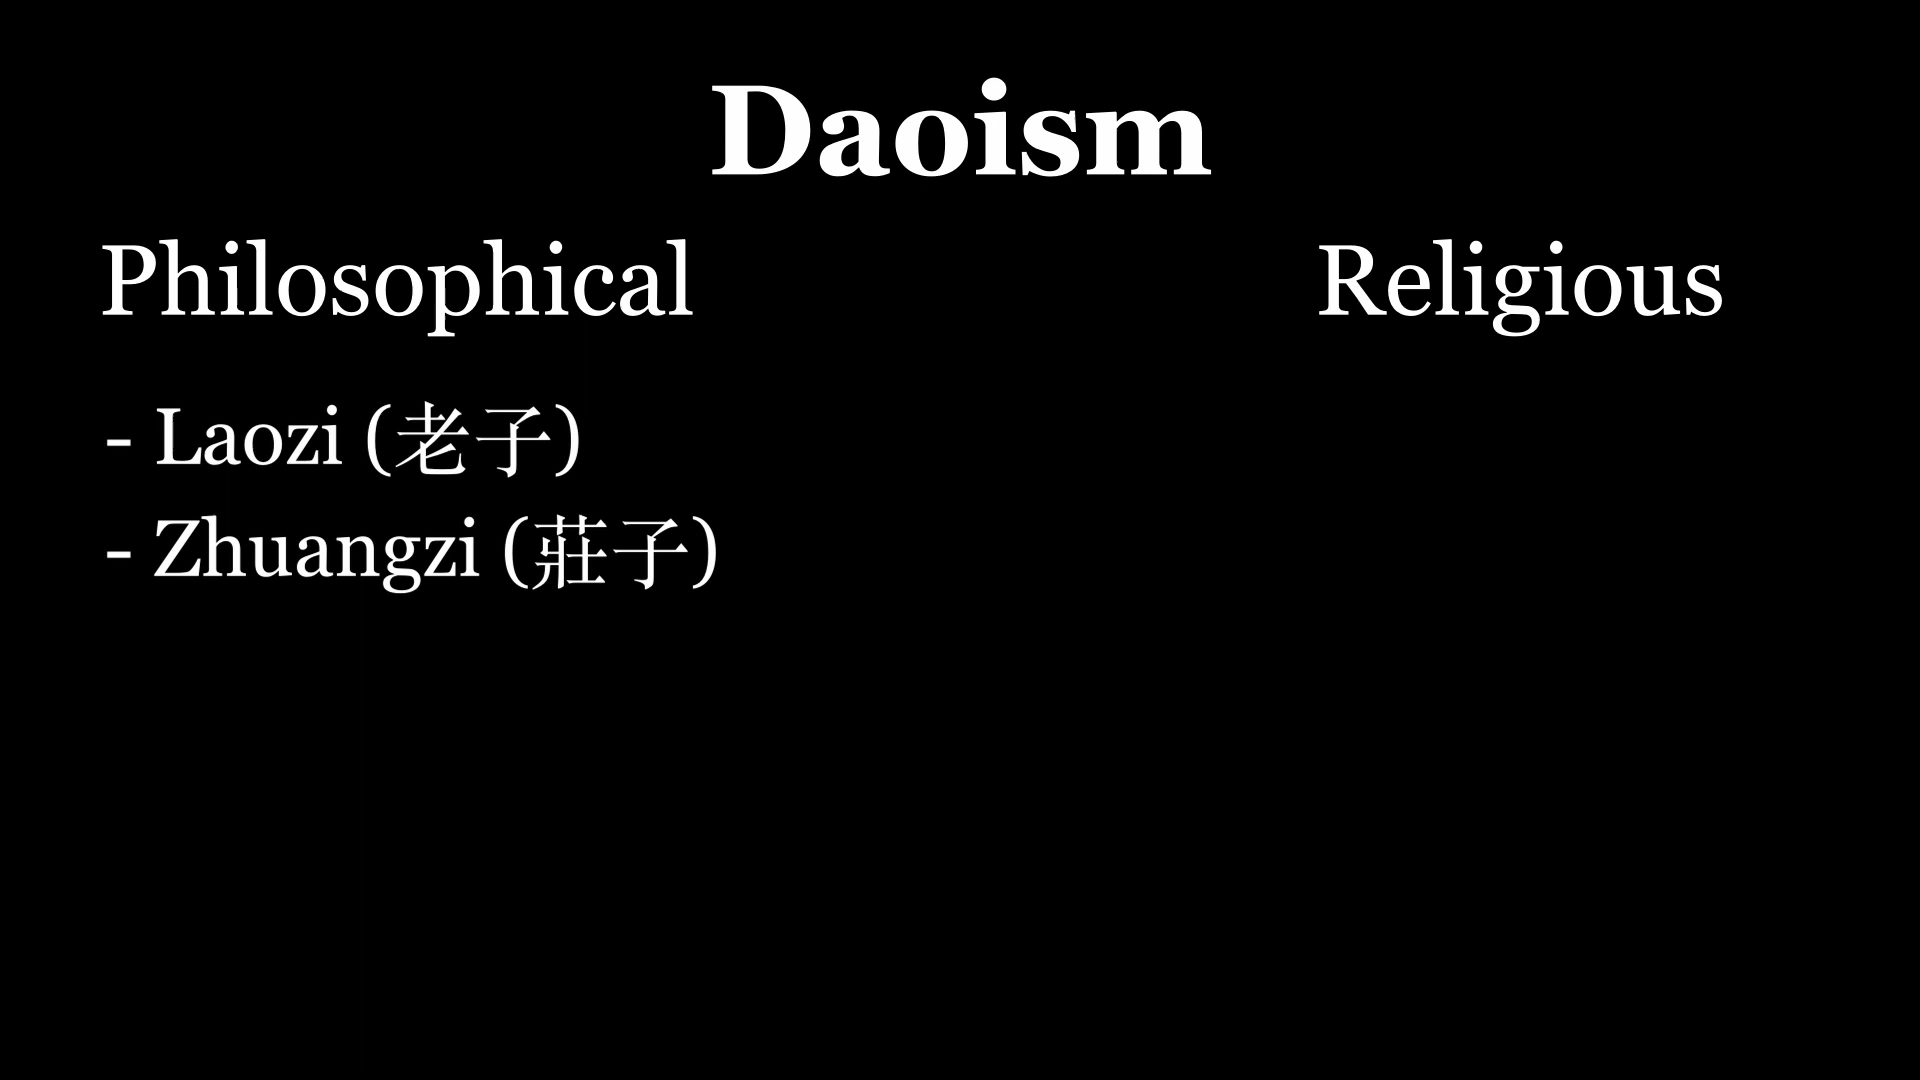 Daoism
Philosophical
Religious
- Laozi (老子)
- Zhuangzi (莊子)